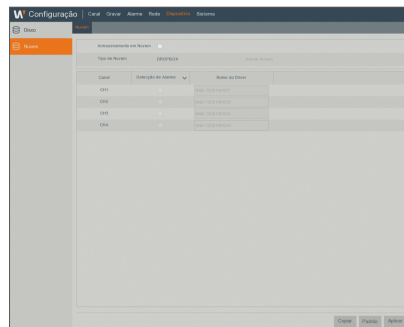 W Configuração | Canal Gravar Alarme Rede Dispositivo Sistema
Disco
Nuvem
Nuvem
Armazenamento em Nuvem
Tipo de Nuvem DROPBOX
Canal Detecção de Alarme Nome do Disco
CH1
CH2
CH3
CH4
Copiar Padrão Aplicar